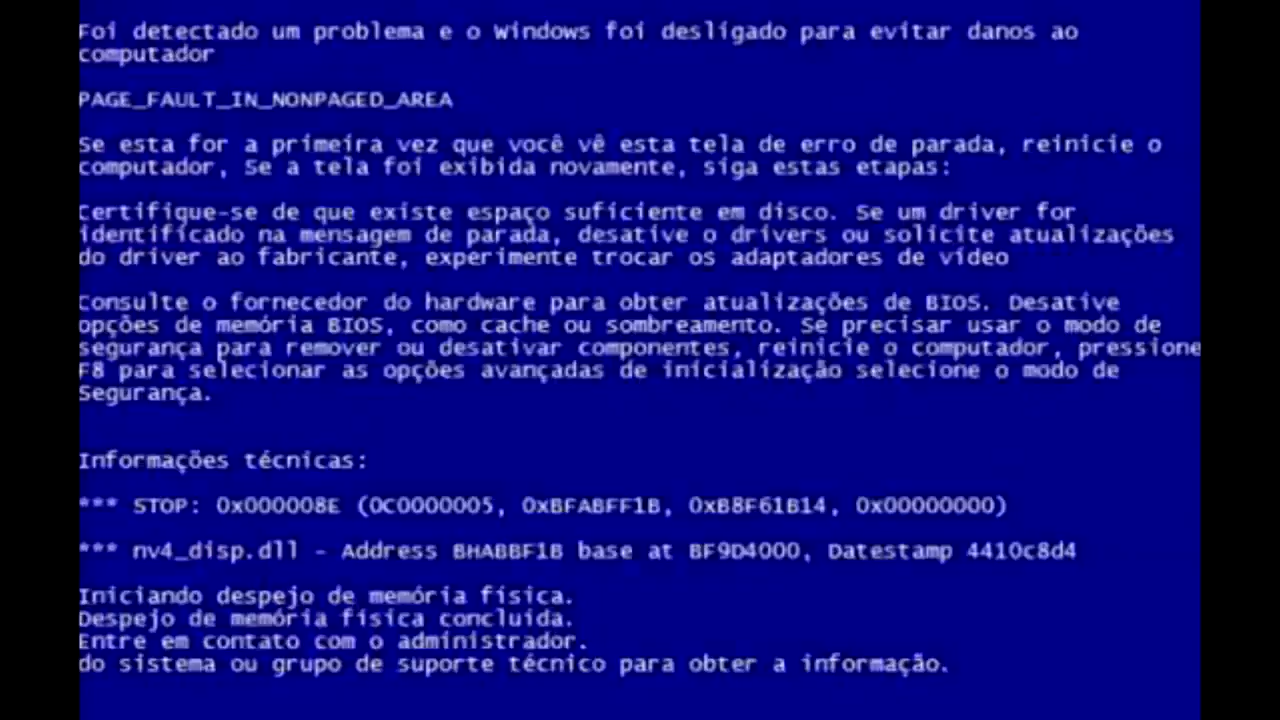 Foi detectado um problema e o Windows foi desligado para evitar danos ao
computador
PAGE_FAULT_IN_NONPAGED_AREA
Se esta for a primeira vez que você vê esta tela de erro de parada, reinicie o
computador, Se a tela foi exibida novamente, siga estas etapas:
Certifique-se de que existe espaço suficiente em disco. Se um driver for
identificado na mensagem de parada, desative o drivers ou solicite atualizações
do driver ao fabricante, experimente trocar os adaptadores de vídeo
Consulte o fornecedor do hardware para obter atualizações de BIOS. Desative
opções de memória BIOS, como cache ou sombreamento. Se precisar usar o modo de
segurança para remover ou desativar componentes, reinicie o computador, pressione
F8 para selecionar as opções avançadas de inicialização selecione o modo de
Segurança.
Informações técnicas:
*** STOP: 0x000008E (0C0000005, 0xBFABFF1B, 0xB8F61B14, 0x00000000)
*** nv4_disp.dll - Address BHABBF1B base at BF9D4000, Datestamp 4410c8d4
Iniciando despejo de memória física.
Despejo de memória física concluída.
Entre em contato com o administrador.
do sistema ou grupo de suporte técnico para obter a informação.